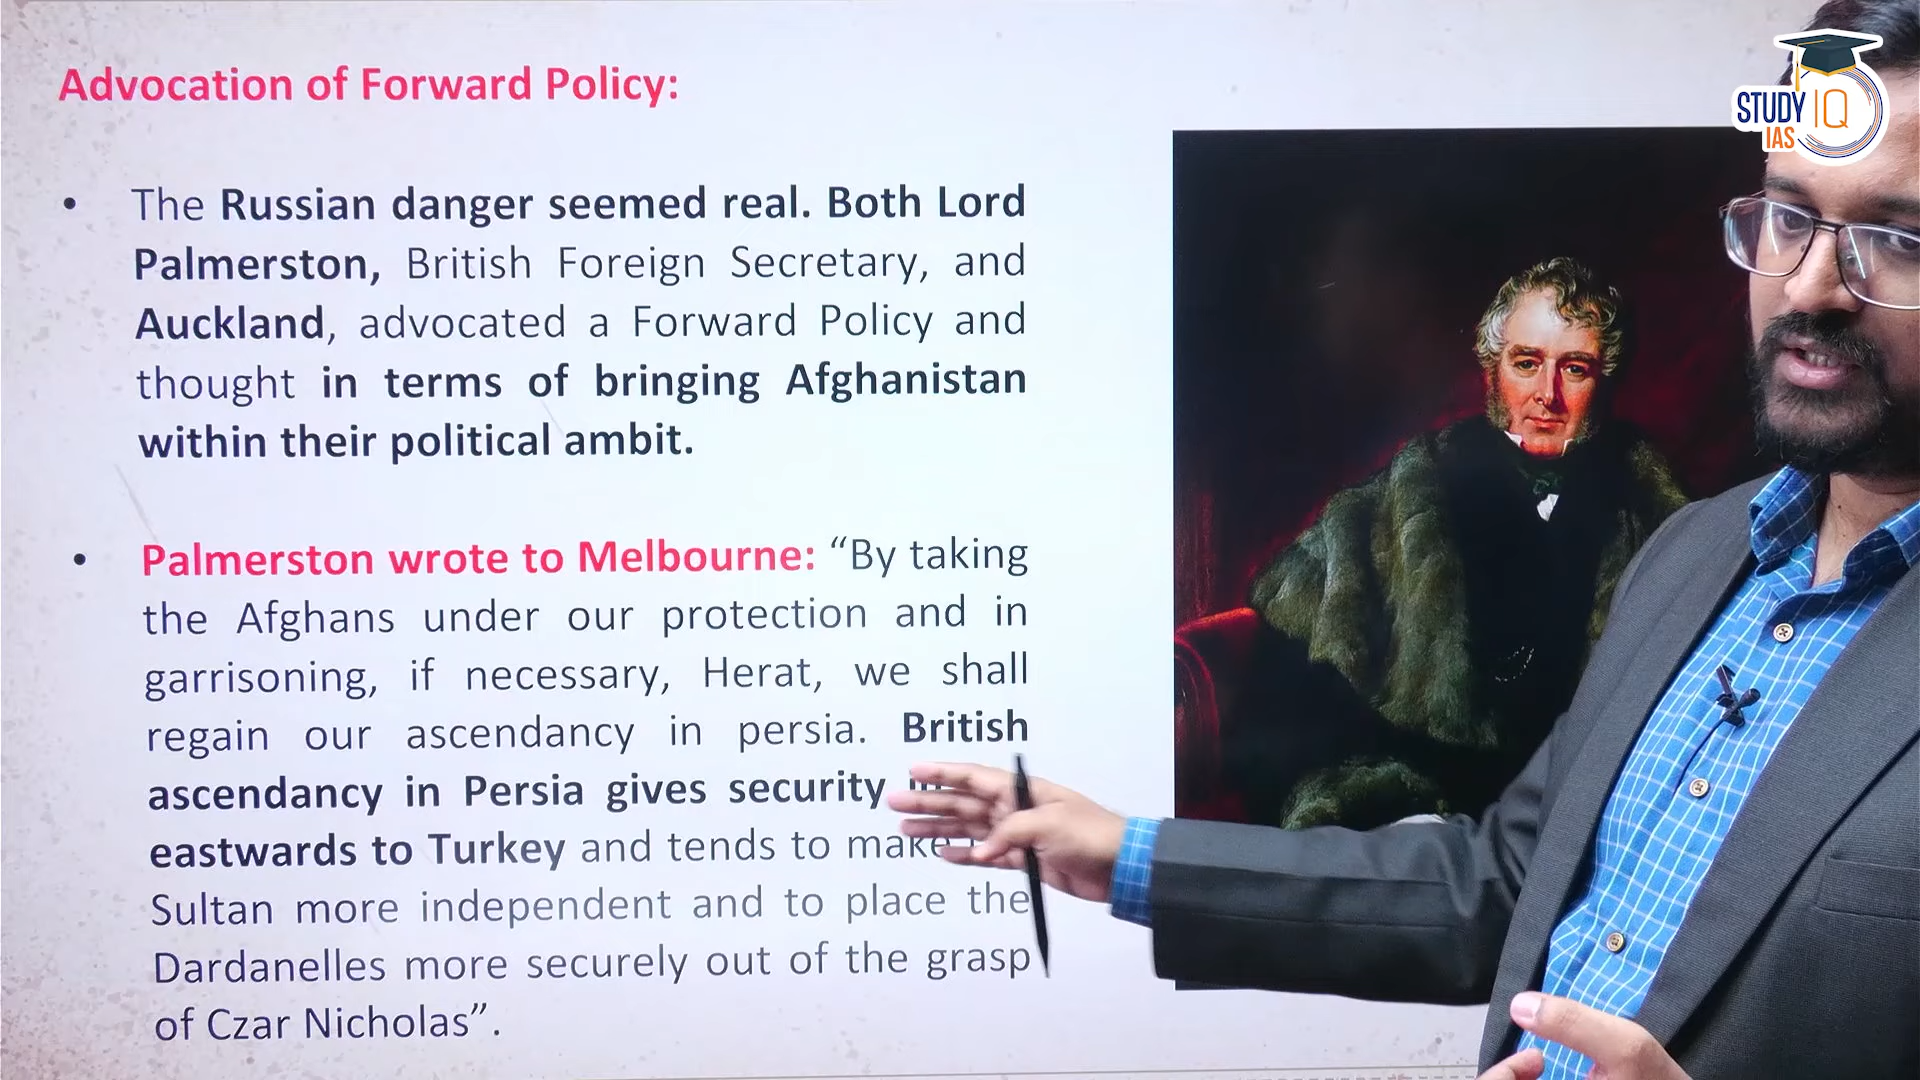 Advocation of Forward Policy:
STUDY IQ
IAS
• The Russian danger seemed real. Both Lord
Palmerston, British Foreign Secretary, and
Auckland, advocated a Forward Policy and
thought in terms of bringing Afghanistan
within their political ambit.
• Palmerston wrote to Melbourne: “By taking
the Afghans under our protection and in
garrisoning, if necessary, Herat, we shall
regain our ascendancy in persia. British
ascendancy in Persia gives security
eastwards to Turkey and tends to make
Sultan more independent and to place the
Dardanelles more securely out of the grasp
of Czar Nicholas”.